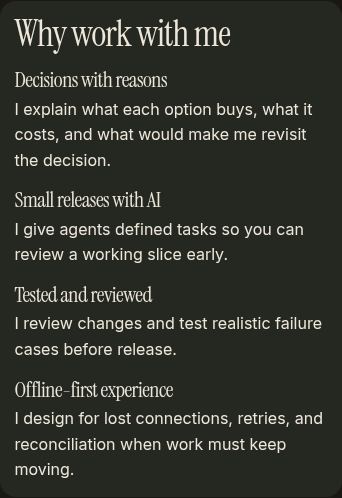 Why work with me
Decisions with reasons
I explain what each option buys, what it
costs, and what would make me revisit
the decision.
Small releases with AI
I give agents defined tasks so you can
review a working slice early.
Tested and reviewed
I review changes and test realistic failure
cases before release.
Offline-first experience
I design for lost connections, retries, and
reconciliation when work must keep
moving.